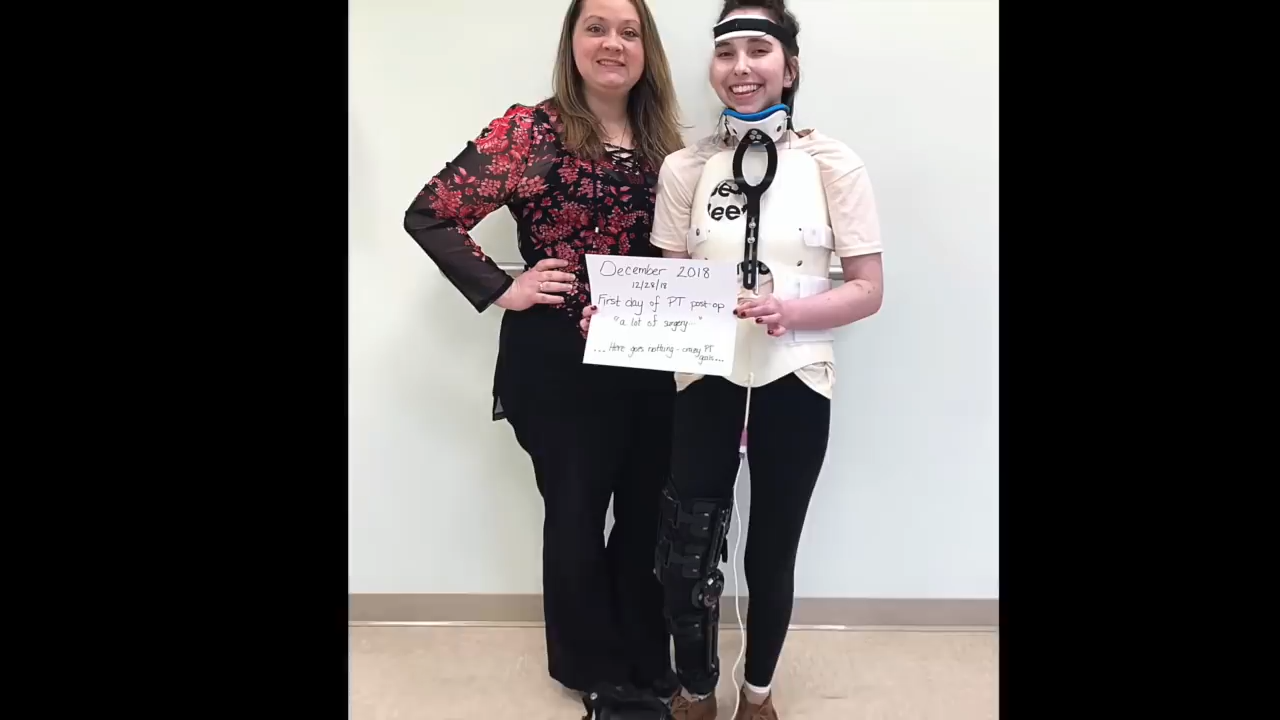 December 2018
12/28/18
First day of PT post-op
"a lot of surgery..."
... Here goes nothing - crazy PT
goals...